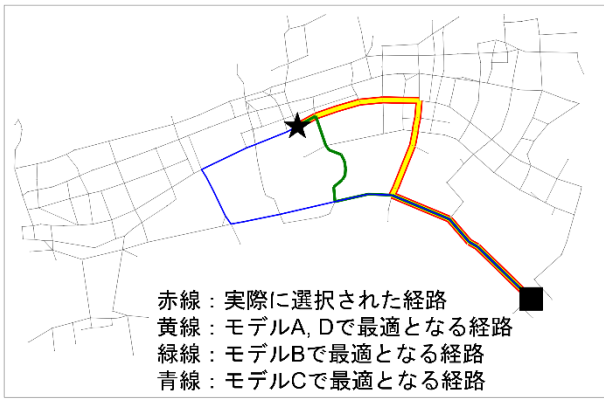 赤線：実際に選択された経路
黄線：モデルA, Dで最適となる経路
緑線：モデルBで最適となる経路
青線：モデルCで最適となる経路